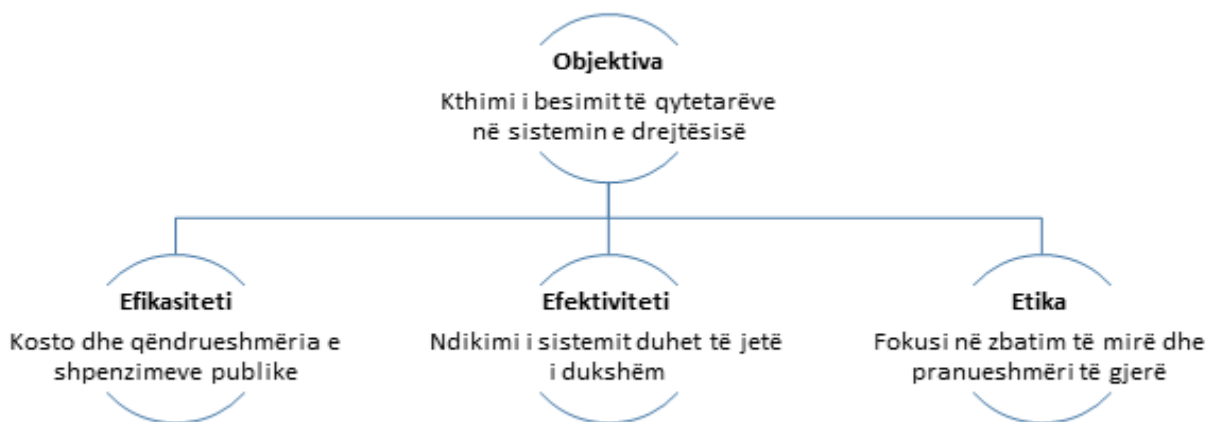 Objektiva
Kthimi i besimit të qytetarëve
në sistemin e drejtësisë
Efikasiteti
Kosto dhe qëndrueshmëria e
shpenzimeve publike
Efektiviteti
Ndikimi i sistemit duhet të jetë
i dukshëm
Etika
Fokusi në zbatim të mirë dhe
pranueshmëri të gjerë